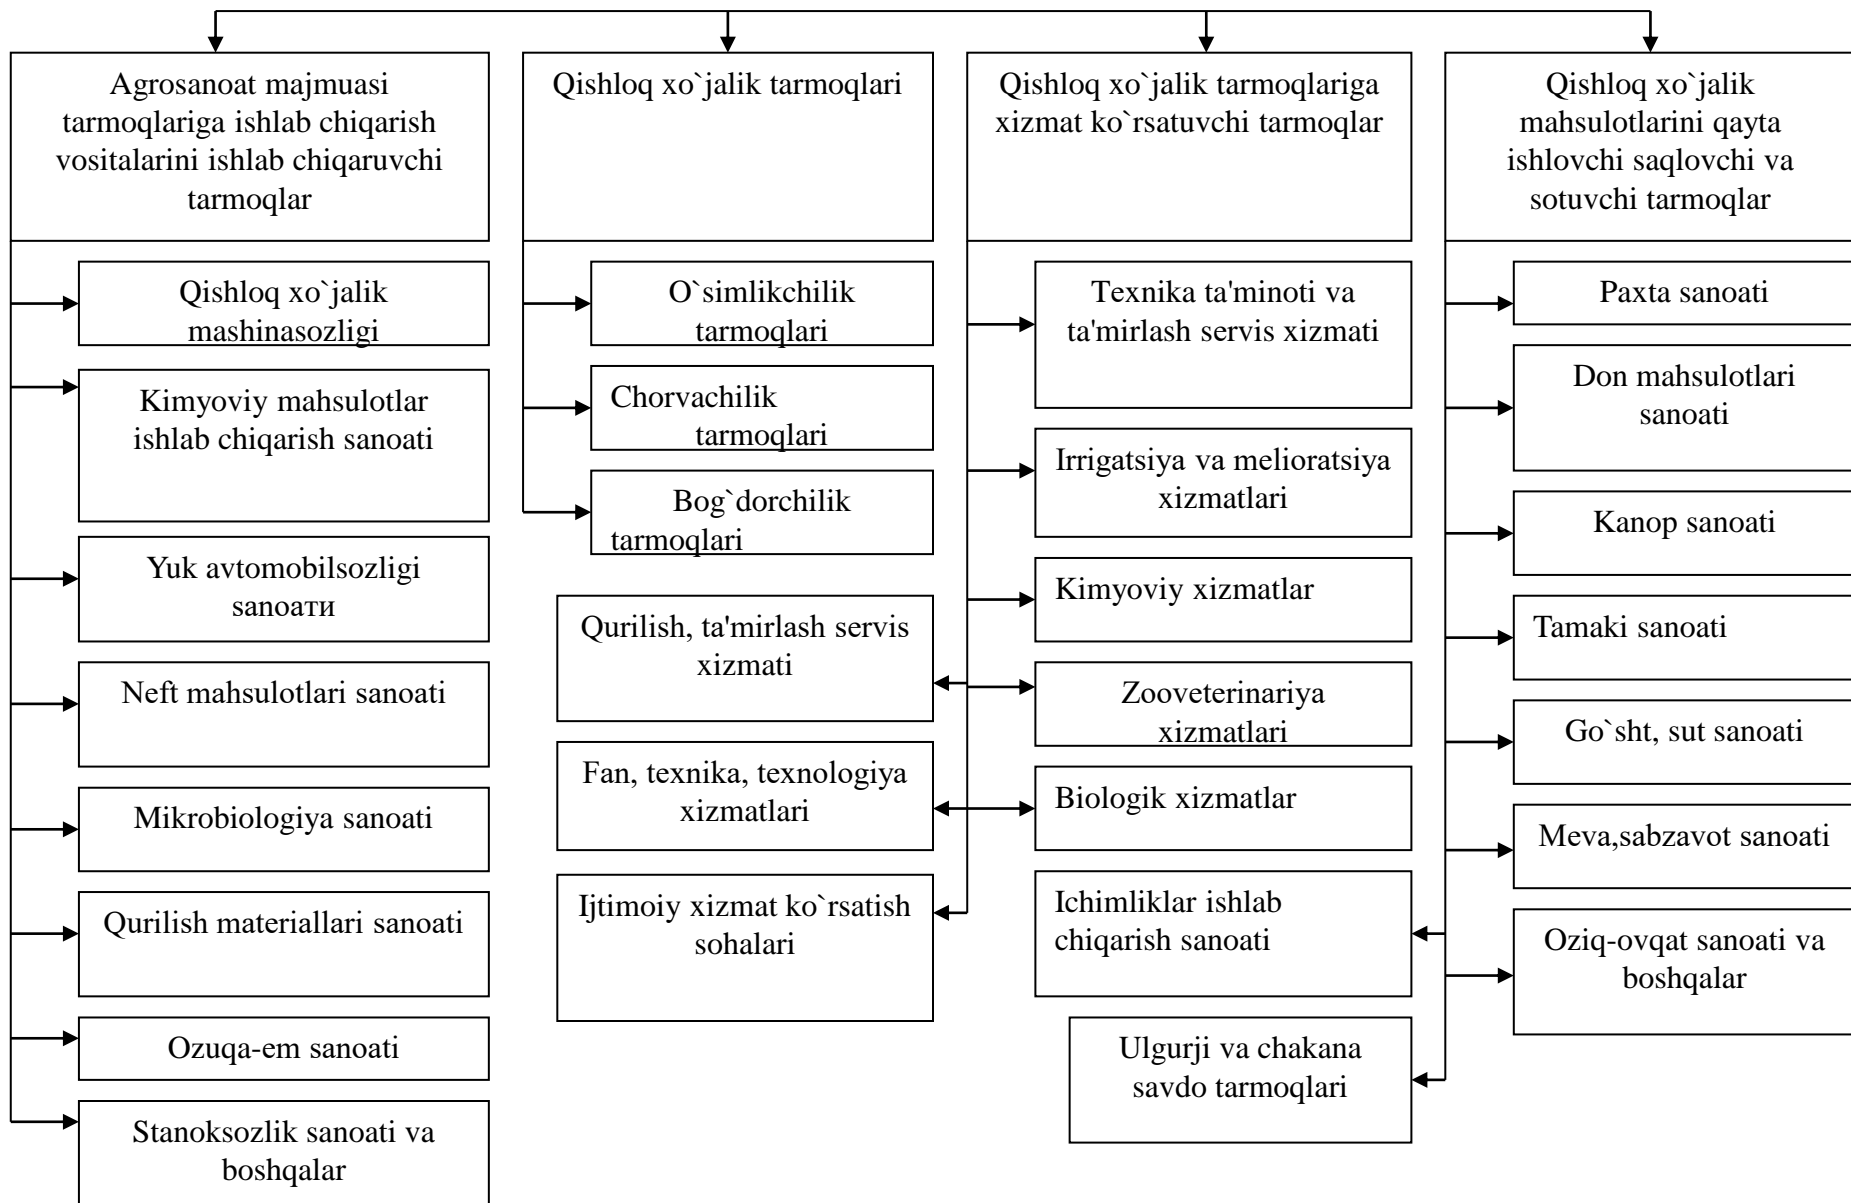 Agrosanoat majmuasi
tarmoqlariga ishlab chiqarish
vositalarini ishlab chiqaruvchi
tarmoqlar
Qishloq xo`jalik tarmoqlari
Qishloq xo`jalik tarmoqlariga
xizmat ko`rsatuvchi tarmoqlar
Qishloq xo`jalik
mahsulotlarini qayta
ishlovchi saqlovchi va
sotuvchi tarmoqlar
Qishloq xo`jalik
mashinasozligi
Kimyoviy mahsulotlar
ishlab chiqarish sanoati
Yuk avtomobilsozligi
sanoати
Neft mahsulotlari sanoati
Mikrobiologiya sanoati
Qurilish materiallari sanoati
Ozuqa-em sanoati
Stanoksozlik sanoati va
boshqalar
O`simlikchilik
tarmoqlari
Chorvachilik
tarmoqlari
Bog`dorchilik
tarmoqlari
Qurilish, ta'mirlash servis
xizmati
Fan, texnika, texnologiya
xizmatlari
Ijtimoiy xizmat ko`rsatish
sohalari
Texnika ta'minoti va
ta'mirlash servis xizmati
Irrigatsiya va melioratsiya
xizmatlari
Kimyoviy xizmatlar
Zooveterinariya
xizmatlari
Biologik xizmatlar
Ichimliklar ishlab
chiqarish sanoati
Ulgurji va chakana
savdo tarmoqlari
Paxta sanoati
Don mahsulotlari
sanoati
Kanop sanoati
Tamaki sanoati
Go`sht, sut sanoati
Meva,sabzavot sanoati
Oziq-ovqat sanoati va
boshqalar